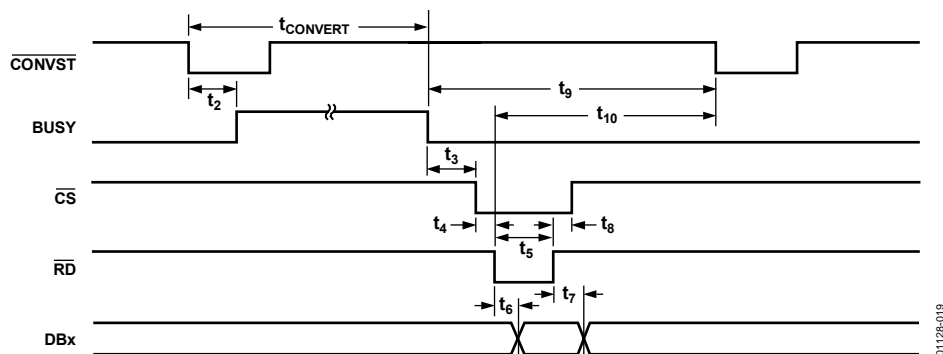 tCONVERT
CONVST
t2
t9
t10
BUSY
t3
CS
t4
t8
t5
RD
t6
t7
DBx
01128-019